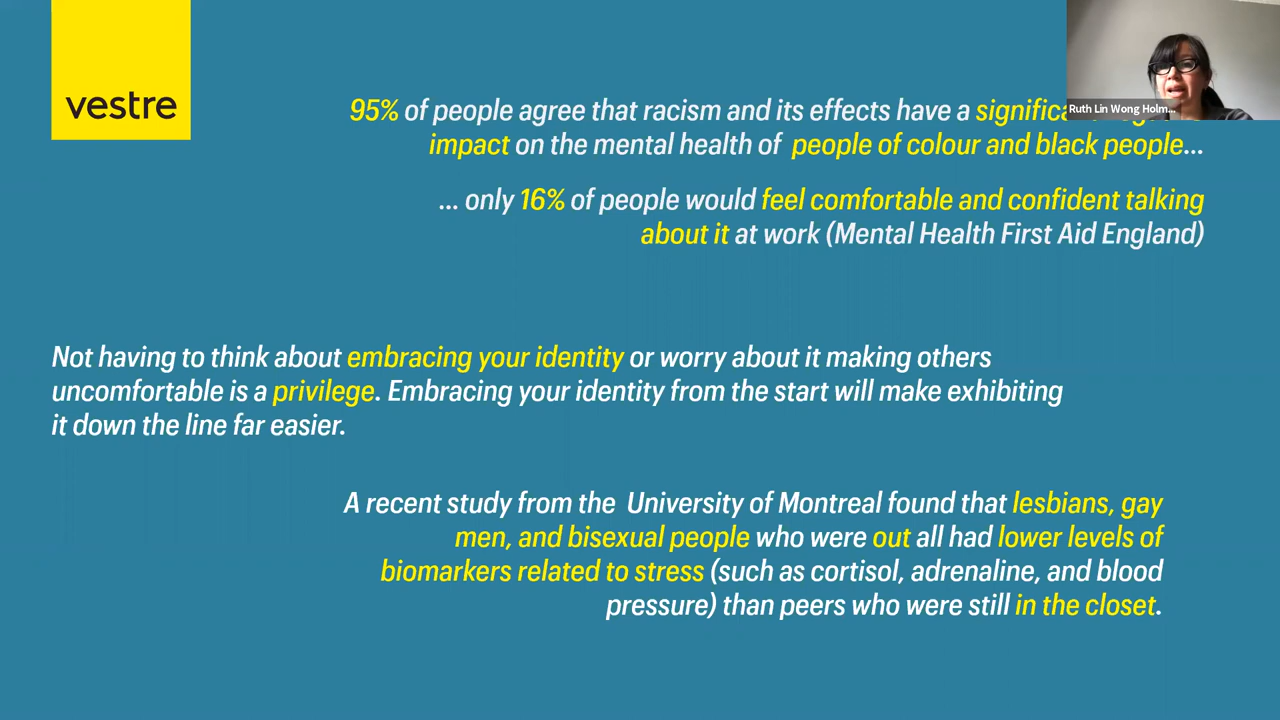 vestre
Ruth Lin Wong Holm...
95% of people agree that racism and its effects have a
impact on the mental health of people of colour and black people...
... only 16% of people would feel comfortable and confident talking
about it at work (Mental Health First Aid England)
Not having to think about embracing your identity or worry about it making others
uncomfortable is a privilege. Embracing your identity from the start will make exhibiting
it down the line far easier.
A recent study from the University of Montreal found that lesbians, gay
men, and bisexual people who were out all had lower levels of
biomarkers related to stress (such as cortisol, adrenaline, and blood
pressure) than peers who were still in the closet.